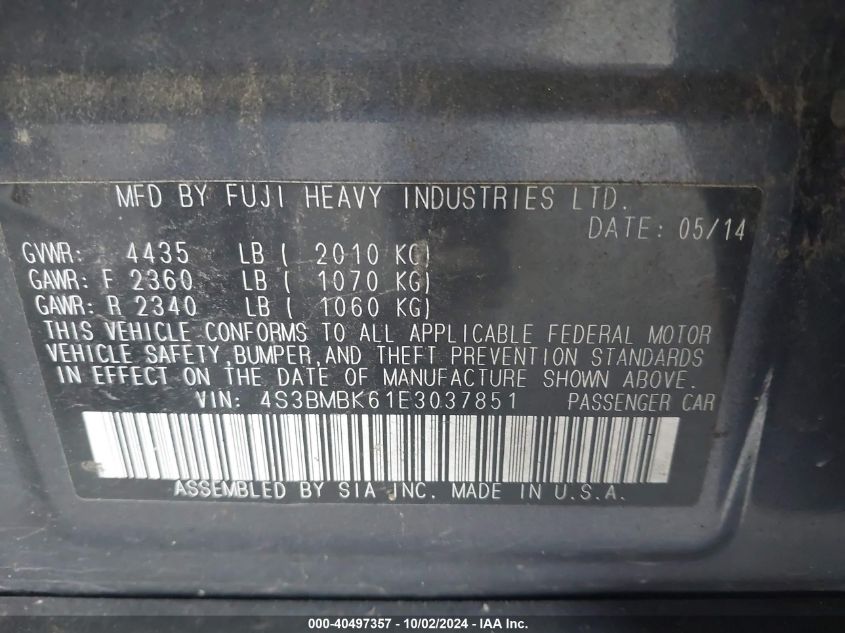 MFD BY FUJI HEAVY INDUSTRIES LTD.
DATE: 05/14
GVWR: 4435 LB ( 2010 KG)
GAWR: F 2360 LB ( 1070 KG)
GAWR: R 2340 LB ( 1060 KG)
THIS VEHICLE CONFORMS TO ALL APPLICABLE FEDERAL MOTOR
VEHICLE SAFETY, BUMPER, AND THEFT PREVENTION STANDARDS
IN EFFECT ON THE DATE OF MANUFACTURE SHOWN ABOVE.
VIN: 4S3BMBK61E3037851 PASSENGER CAR
ASSEMBLED BY SIA INC. MADE IN U.S.A.
000-40497357 - 10/02/2024 - IAA Inc.